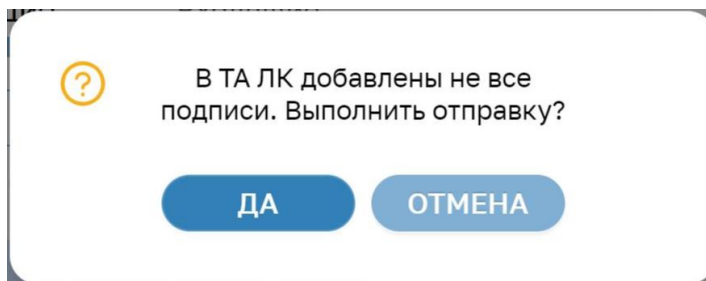 В ТА ЛК добавлены не все
подписи. Выполнить отправку?
ДА
ОТМЕНА